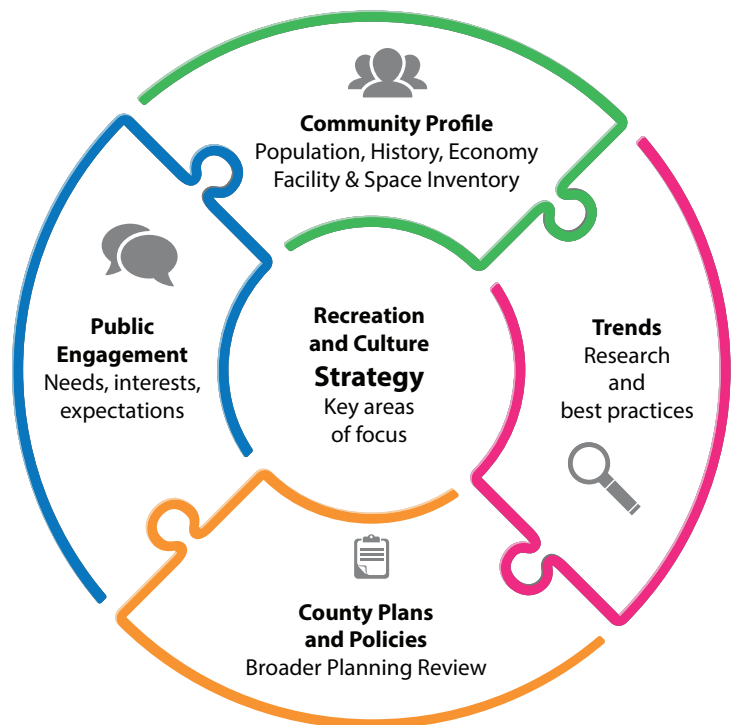 Community Profile
Population, History, Economy
Facility & Space Inventory
Public
Engagement
Needs, interests,
expectations
Recreation
and Culture
Strategy
Key areas
of focus
Trends
Research
and
best practices
County Plans
and Policies
Broader Planning Review